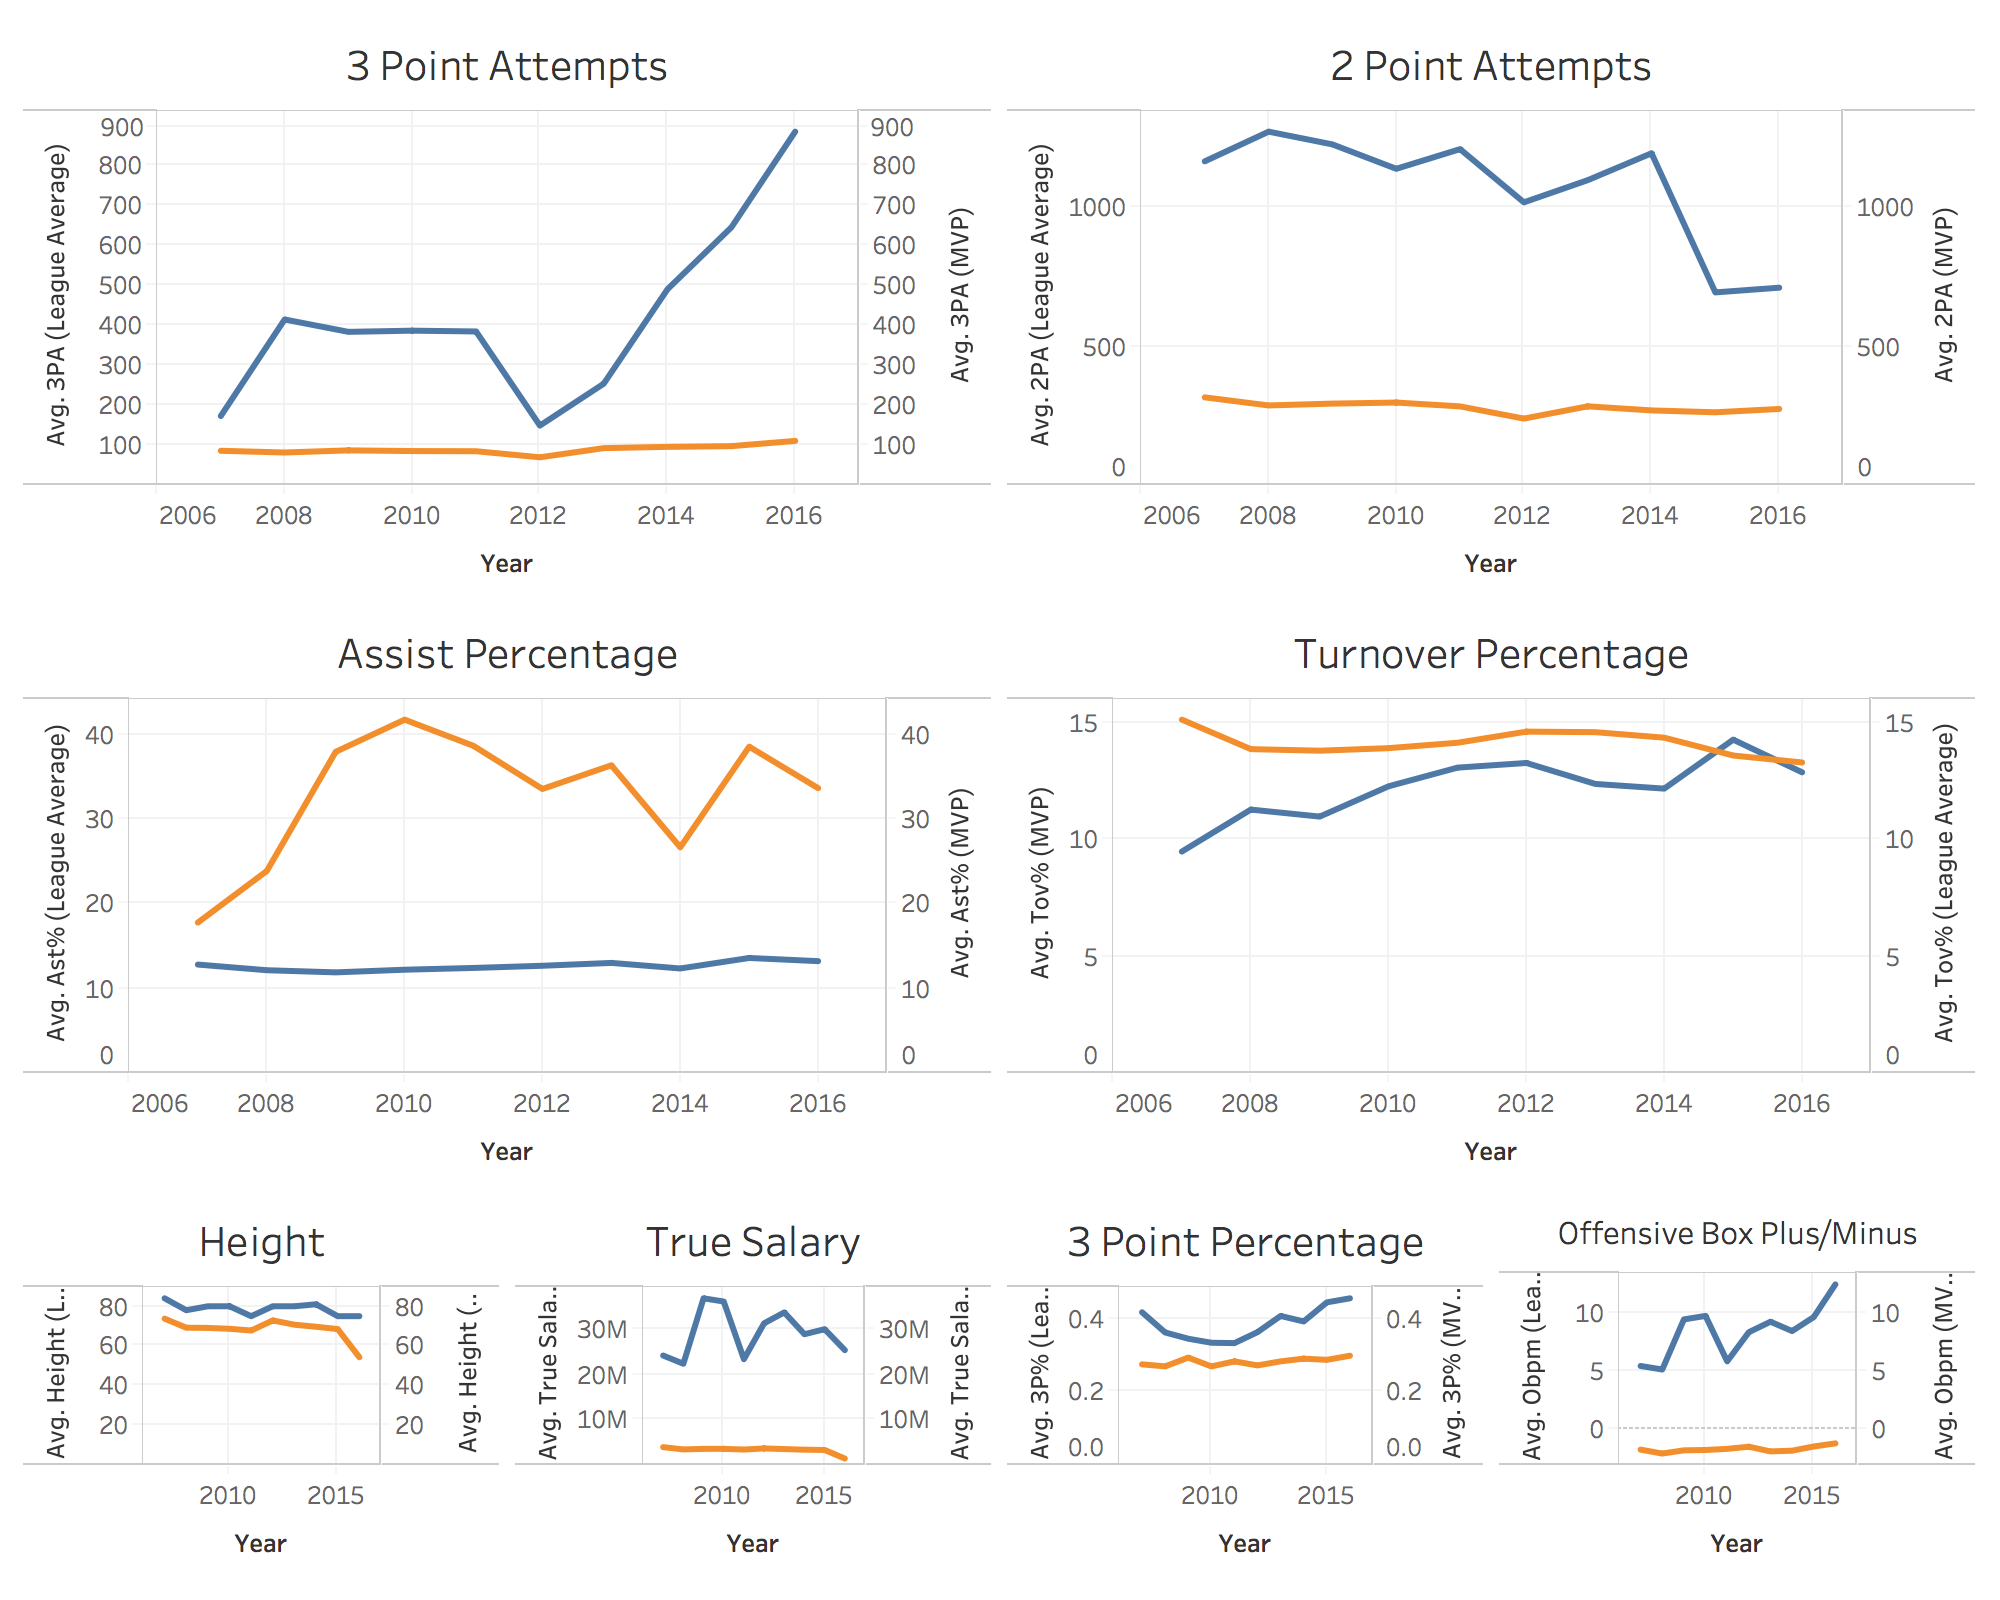 3 Point Attempts
Avg. 3PA (League Average)
900
800
700
600
500
400
300
200
100
900
800
700
600
500
400
300
200
100
Avg. 3PA (MVP)
2006 2008 2010 2012 2014 2016
Year
2 Point Attempts
Avg. 2PA (League Average)
1000
500
0
1000
500
0
Avg. 2PA (MVP)
2006 2008 2010 2012 2014 2016
Year
Assist Percentage
Avg. Ast% (League Average)
40
30
20
10
0
40
30
20
10
0
Avg. Ast% (MVP)
2006 2008 2010 2012 2014 2016
Year
Turnover Percentage
Avg. Tov% (MVP)
15
10
5
0
15
10
5
0
Avg. Tov% (League Average)
2006 2008 2010 2012 2014 2016
Year
Height
Avg. Height (L..
80
60
40
20
80
60
40
20
Avg. Height (..
2010 2015
Year
True Salary
Avg. True Sala..
30M
20M
10M
30M
20M
10M
Avg. True Sala..
2010 2015
Year
3 Point Percentage
Avg. 3P% (Lea..
0.4
0.2
0.0
0.4
0.2
0.0
Avg. 3P% (MV..
2010 2015
Year
Offensive Box Plus/Minus
Avg. Obpm (Lea..
10
5
0
10
5
0
Avg. Obpm (MV..
2010 2015
Year